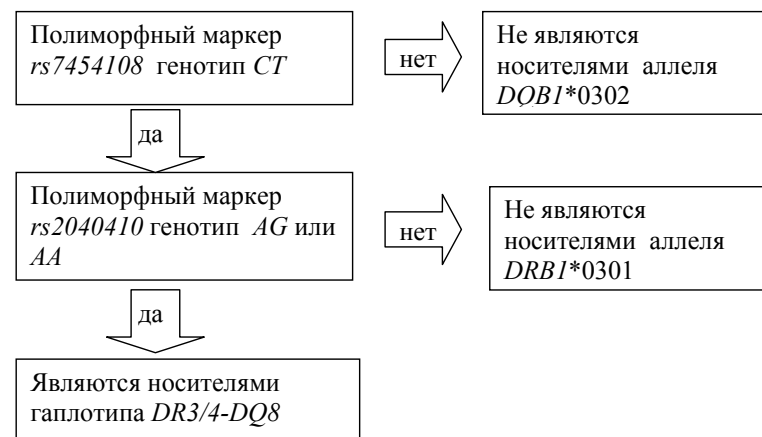 Полиморфный маркер
rs7454108 генотип CT
нет
Не являются
носителями аллеля
DQB1*0302
да
Полиморфный маркер
rs2040410 генотип AG или
AA
нет
Не являются
носителями аллеля
DRB1*0301
да
Являются носителями
гаплотипа DR3/4-DQ8